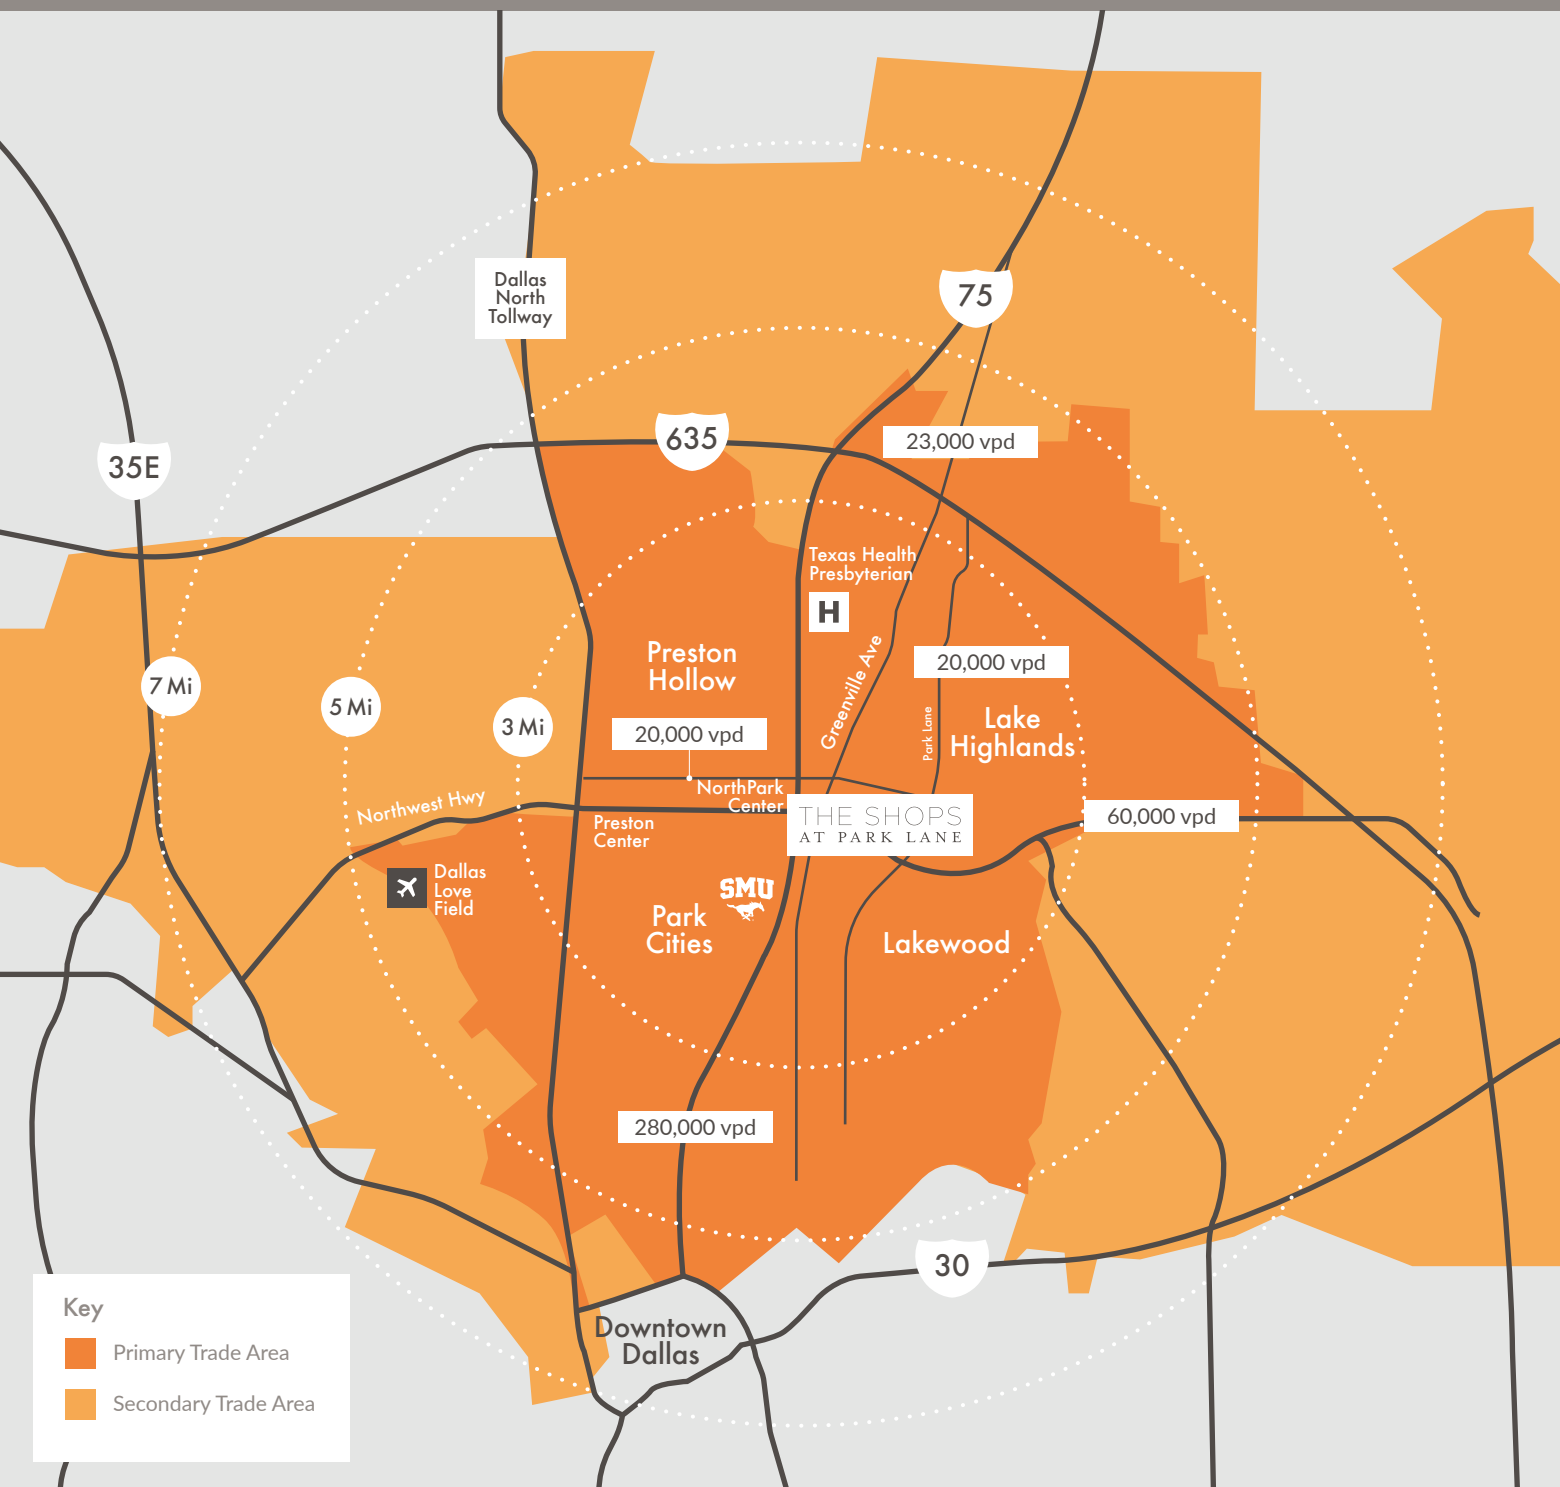 Dallas
North
Tollway
75
635
23,000 vpd
35E
Texas Health
Presbyterian
H
Preston
Hollow
Greenville Ave
20,000 vpd
7 Mi
5 Mi
3 Mi
20,000 vpd
Park Lane
Lake
Highlands
NorthPark
Center
Northwest Hwy
THE SHOPS
AT PARK LANE
60,000 vpd
Preston
Center
Dallas
Love
Field
SMU
Park
Cities
Lakewood
280,000 vpd
30
Downtown
Dallas
Key
Primary Trade Area
Secondary Trade Area